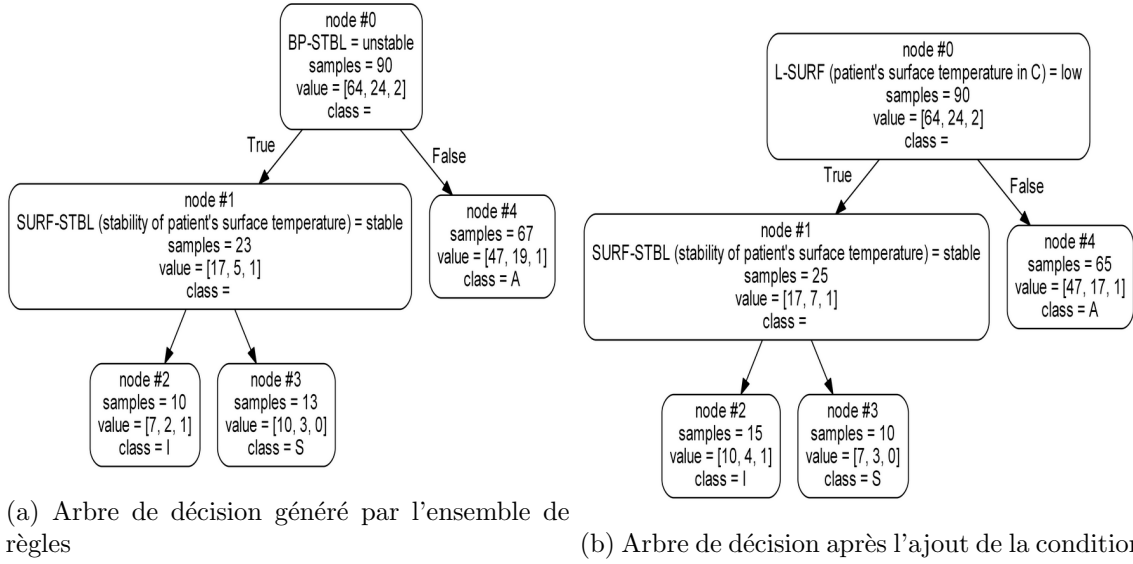 node #0
BP-STBL = unstable
samples = 90
value = [64, 24, 2]
class =
True
False
node #1
SURF-STBL (stability of patient's surface temperature) = stable
samples = 23
value = [17, 5, 1]
class =
node #4
samples = 67
value = [47, 19, 1]
class = A
node #2
samples = 10
value = [7, 2, 1]
class = I
node #3
samples = 13
value = [10, 3, 0]
class = S
(a) Arbre de décision généré par l'ensemble de
règles
node #0
L-SURF (patient's surface temperature in C) = low
samples = 90
value = [64, 24, 2]
class =
True
False
node #1
SURF-STBL (stability of patient's surface temperature) = stable
samples = 25
value = [17, 7, 1]
class =
node #4
samples = 65
value = [47, 17, 1]
class = A
node #2
samples = 15
value = [10, 4, 1]
class = I
node #3
samples = 10
value = [7, 3, 0]
class = S
(b) Arbre de décision après l'ajout de la condition